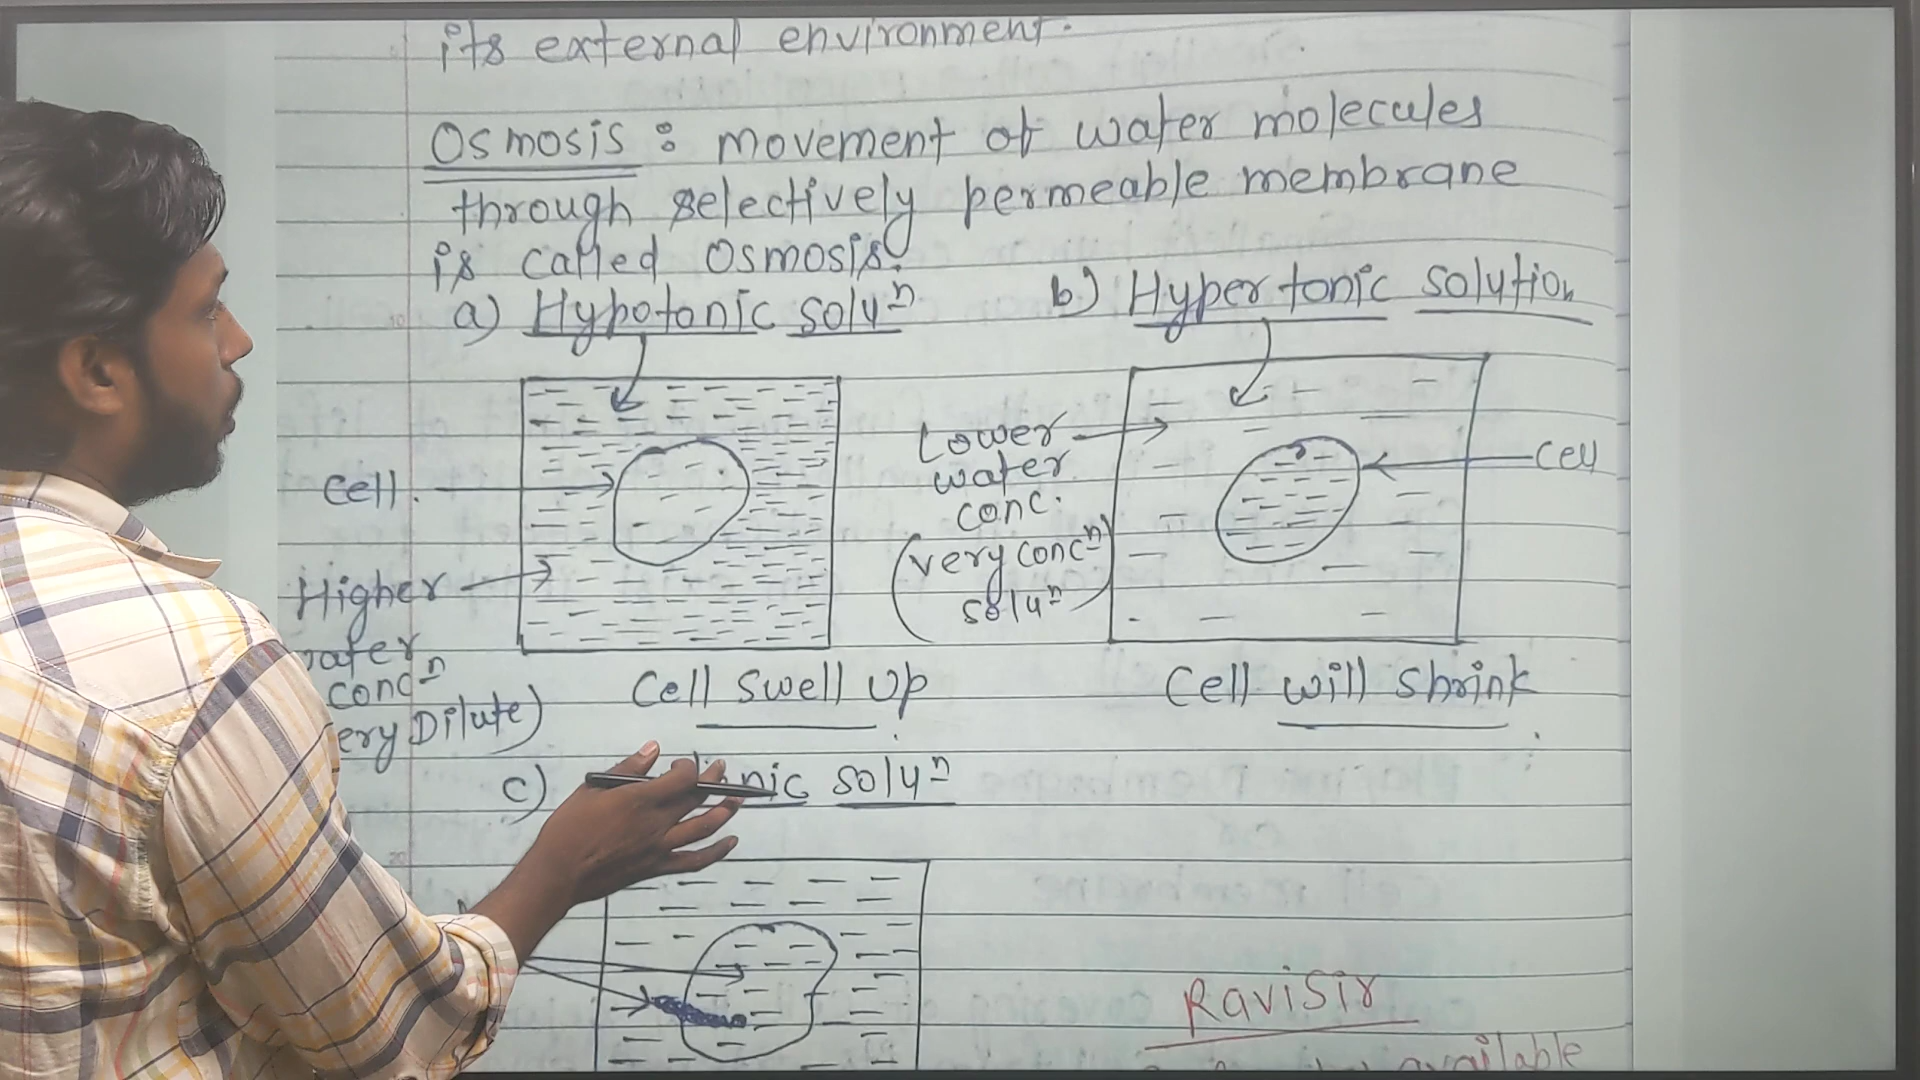 its external environment.
Osmosis : movement of water molecules
through selectively permeable membrane
is called Osmosis.
a) Hypotonic soluⁿ
b) Hypertonic solution
Cell
Higher
water
concⁿ
very Dilute)
Cell Swell Up
Lower
water
conc.
(very concⁿ
soluⁿ)
Cell
Cell will shrink
c) tonic soluⁿ
RaviSir
available